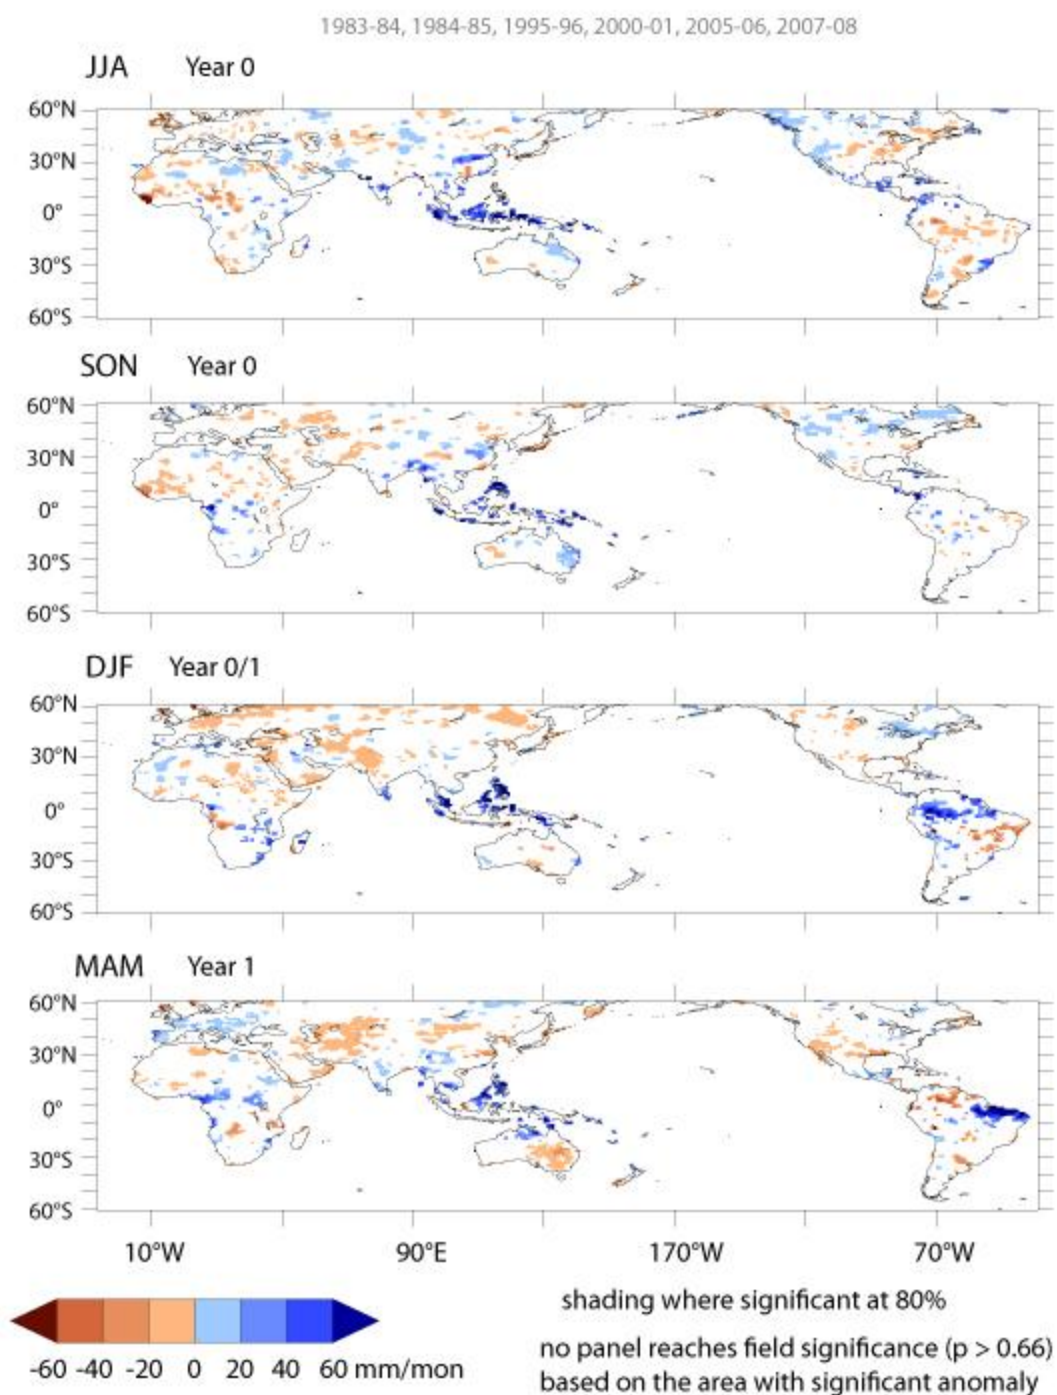 1983-84, 1984-85, 1995-96, 2000-01, 2005-06, 2007-08
JJA Year 0
60°N
30°N
0°
30°S
60°S
SON Year 0
60°N
30°N
0°
30°S
60°S
DJF Year 0/1
60°N
30°N
0°
30°S
60°S
MAM Year 1
60°N
30°N
0°
30°S
60°S
10°W 90°E 170°W 70°W
-60 -40 -20 0 20 40 60 mm/mon
shading where significant at 80%
no panel reaches field significance (p > 0.66)
based on the area with significant anomaly